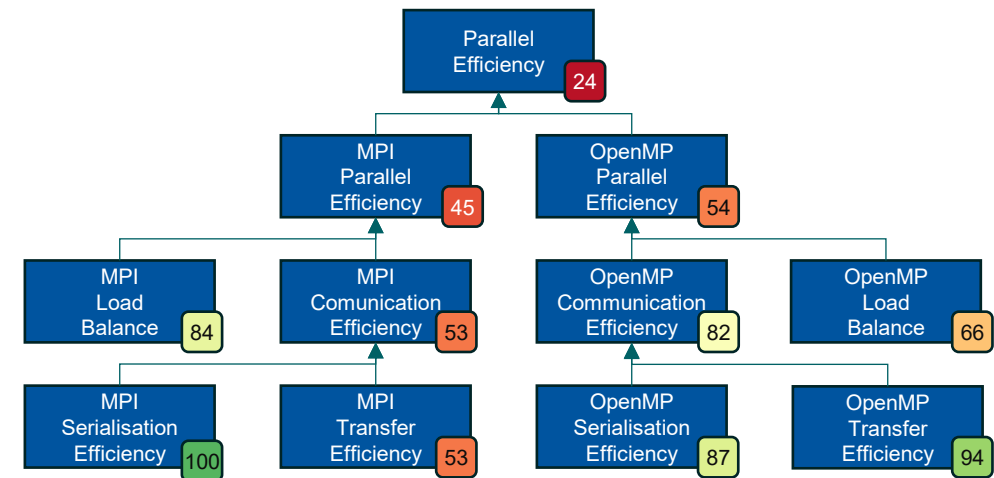 Parallel
Efficiency
24
MPI
Parallel
Efficiency
45
OpenMP
Parallel
Efficiency
54
MPI
Load
Balance
84
MPI
Comunication
Efficiency
53
OpenMP
Communication
Efficiency
82
OpenMP
Load
Balance
66
MPI
Serialisation
Efficiency
100
MPI
Transfer
Efficiency
53
OpenMP
Serialisation
Efficiency
87
OpenMP
Transfer
Efficiency
94